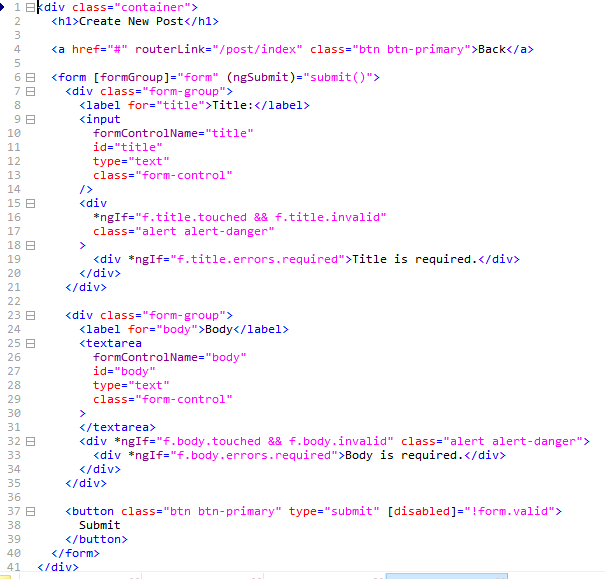 1 <div class="container">
2   <h1>Create New Post</h1>
3
4   <a href="#" routerLink="/post/index" class="btn btn-primary">Back</a>
5
6   <form [formGroup]="form" (ngSubmit)="submit()">
7     <div class="form-group">
8       <label for="title">Title:</label>
9       <input
10         formControlName="title"
11         id="title"
12         type="text"
13         class="form-control"
14       />
15       <div
16         *ngIf="f.title.touched && f.title.invalid"
17         class="alert alert-danger"
18       >
19         <div *ngIf="f.title.errors.required">Title is required.</div>
20       </div>
21     </div>
22
23     <div class="form-group">
24       <label for="body">Body</label>
25       <textarea
26         formControlName="body"
27         id="body"
28         type="text"
29         class="form-control"
30       >
31       </textarea>
32       <div *ngIf="f.body.touched && f.body.invalid" class="alert alert-danger">
33         <div *ngIf="f.body.errors.required">Body is required.</div>
34       </div>
35     </div>
36
37     <button class="btn btn-primary" type="submit" [disabled]="!form.valid">
38       Submit
39     </button>
40   </form>
41 </div>